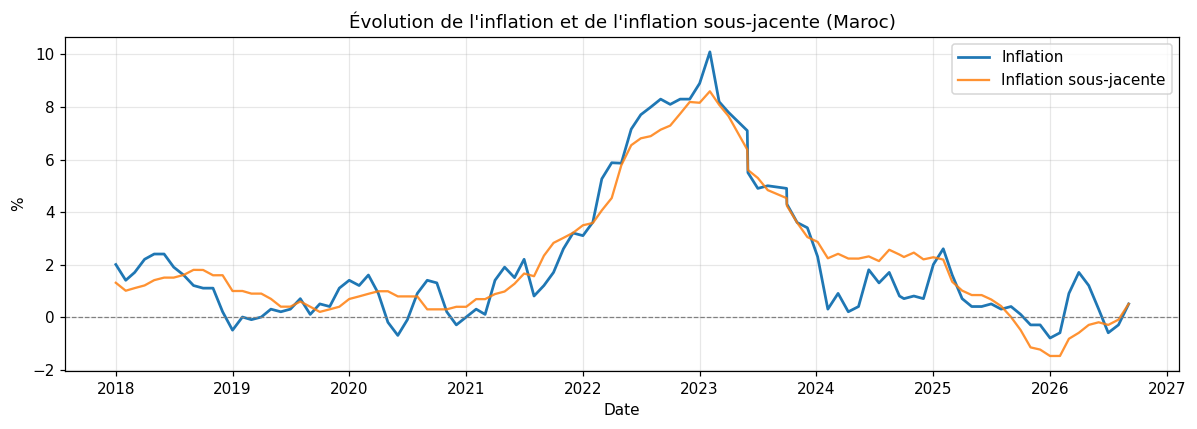 Évolution de l'inflation et de l'inflation sous-jacente (Maroc)
Inflation
Inflation sous-jacente
%
10
8
6
4
2
0
−2
2018 2019 2020 2021 2022 2023 2024 2025 2026 2027
Date